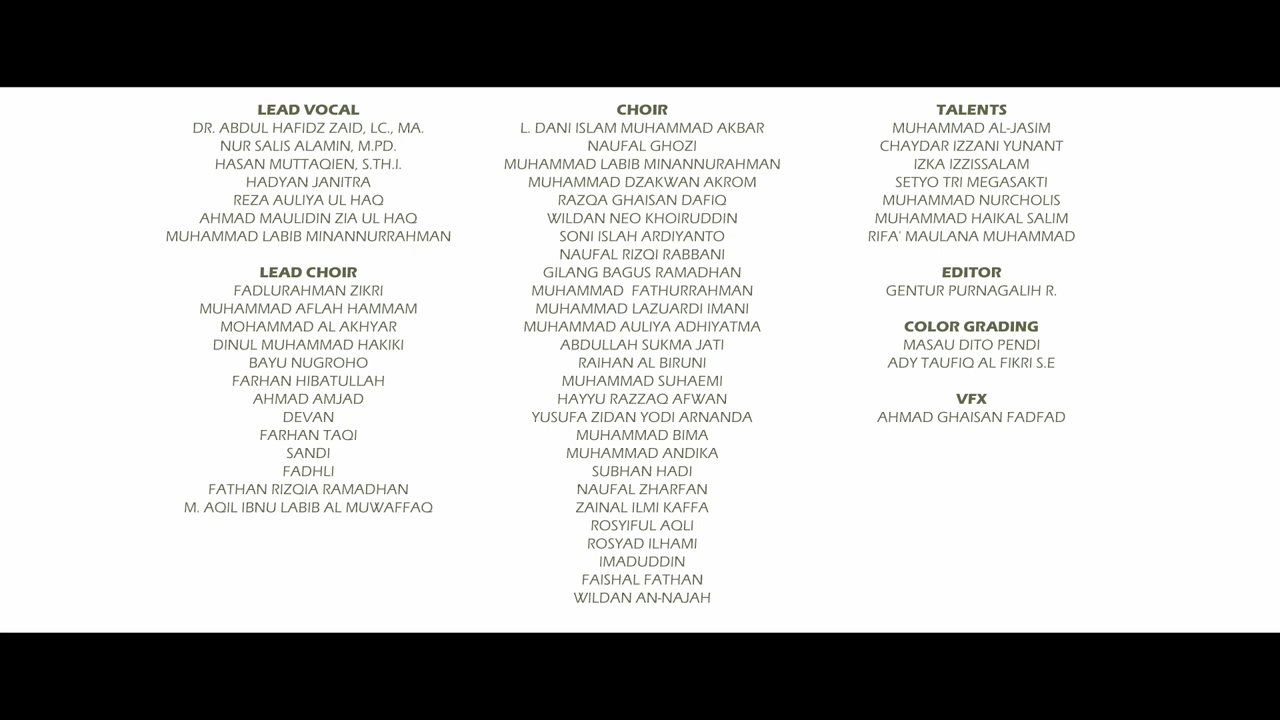 LEAD VOCAL
DR. ABDUL HAFIDZ ZAID, LC., MA.
NUR SALIS ALAMIN, M.PD.
HASAN MUTTAQIEN, S.TH.I.
HADYAN JANITRA
REZA AULIYA UL HAQ
AHMAD MAULIDIN ZIA UL HAQ
MUHAMMAD LABIB MINANNURRAHMAN
LEAD CHOIR
FADLURAHMAN ZIKRI
MUHAMMAD AFLAH HAMMAM
MOHAMMAD AL AKHYAR
DINUL MUHAMMAD HAKIKI
BAYU NUGROHO
FARHAN HIBATULLAH
AHMAD AMJAD
DEVAN
FARHAN TAQI
SANDI
FADHLI
FATHAN RIZQIA RAMADHAN
M. AQIL IBNU LABIB AL MUWAFFAQ
CHOIR
L. DANI ISLAM MUHAMMAD AKBAR
NAUFAL GHOZI
MUHAMMAD LABIB MINANNURAHMAN
MUHAMMAD DZAKWAN AKROM
RAZQA GHAISAN DAFIQ
WILDAN NEO KHOIRUDDIN
SONI ISLAH ARDIYANTO
NAUFAL RIZQI RABBANI
GILANG BAGUS RAMADHAN
MUHAMMAD FATHURRAHMAN
MUHAMMAD LAZUARDI IMANI
MUHAMMAD AULIYA ADHIYATMA
ABDULLAH SUKMA JATI
RAIHAN AL BIRUNI
MUHAMMAD SUHAEMI
HAYYU RAZZAQ AFWAN
YUSUFA ZIDAN YODI ARNANDA
MUHAMMAD BIMA
MUHAMMAD ANDIKA
SUBHAN HADI
NAUFAL ZHARFAN
ZAINAL ILMI KAFFA
ROSYIFUL AQLI
ROSYAD ILHAMI
IMADUDDIN
FAISHAL FATHAN
WILDAN AN-NAJAH
TALENTS
MUHAMMAD AL-JASIM
CHAYDAR IZZANI YUNANT
IZKA IZZISSALAM
SETYO TRI MEGASAKTI
MUHAMMAD NURCHOLIS
MUHAMMAD HAIKAL SALIM
RIFA' MAULANA MUHAMMAD
EDITOR
GENTUR PURNAGALIH R.
COLOR GRADING
MASAU DITO PENDI
ADY TAUFIQ AL FIKRI S.E
VFX
AHMAD GHAISAN FADFAD